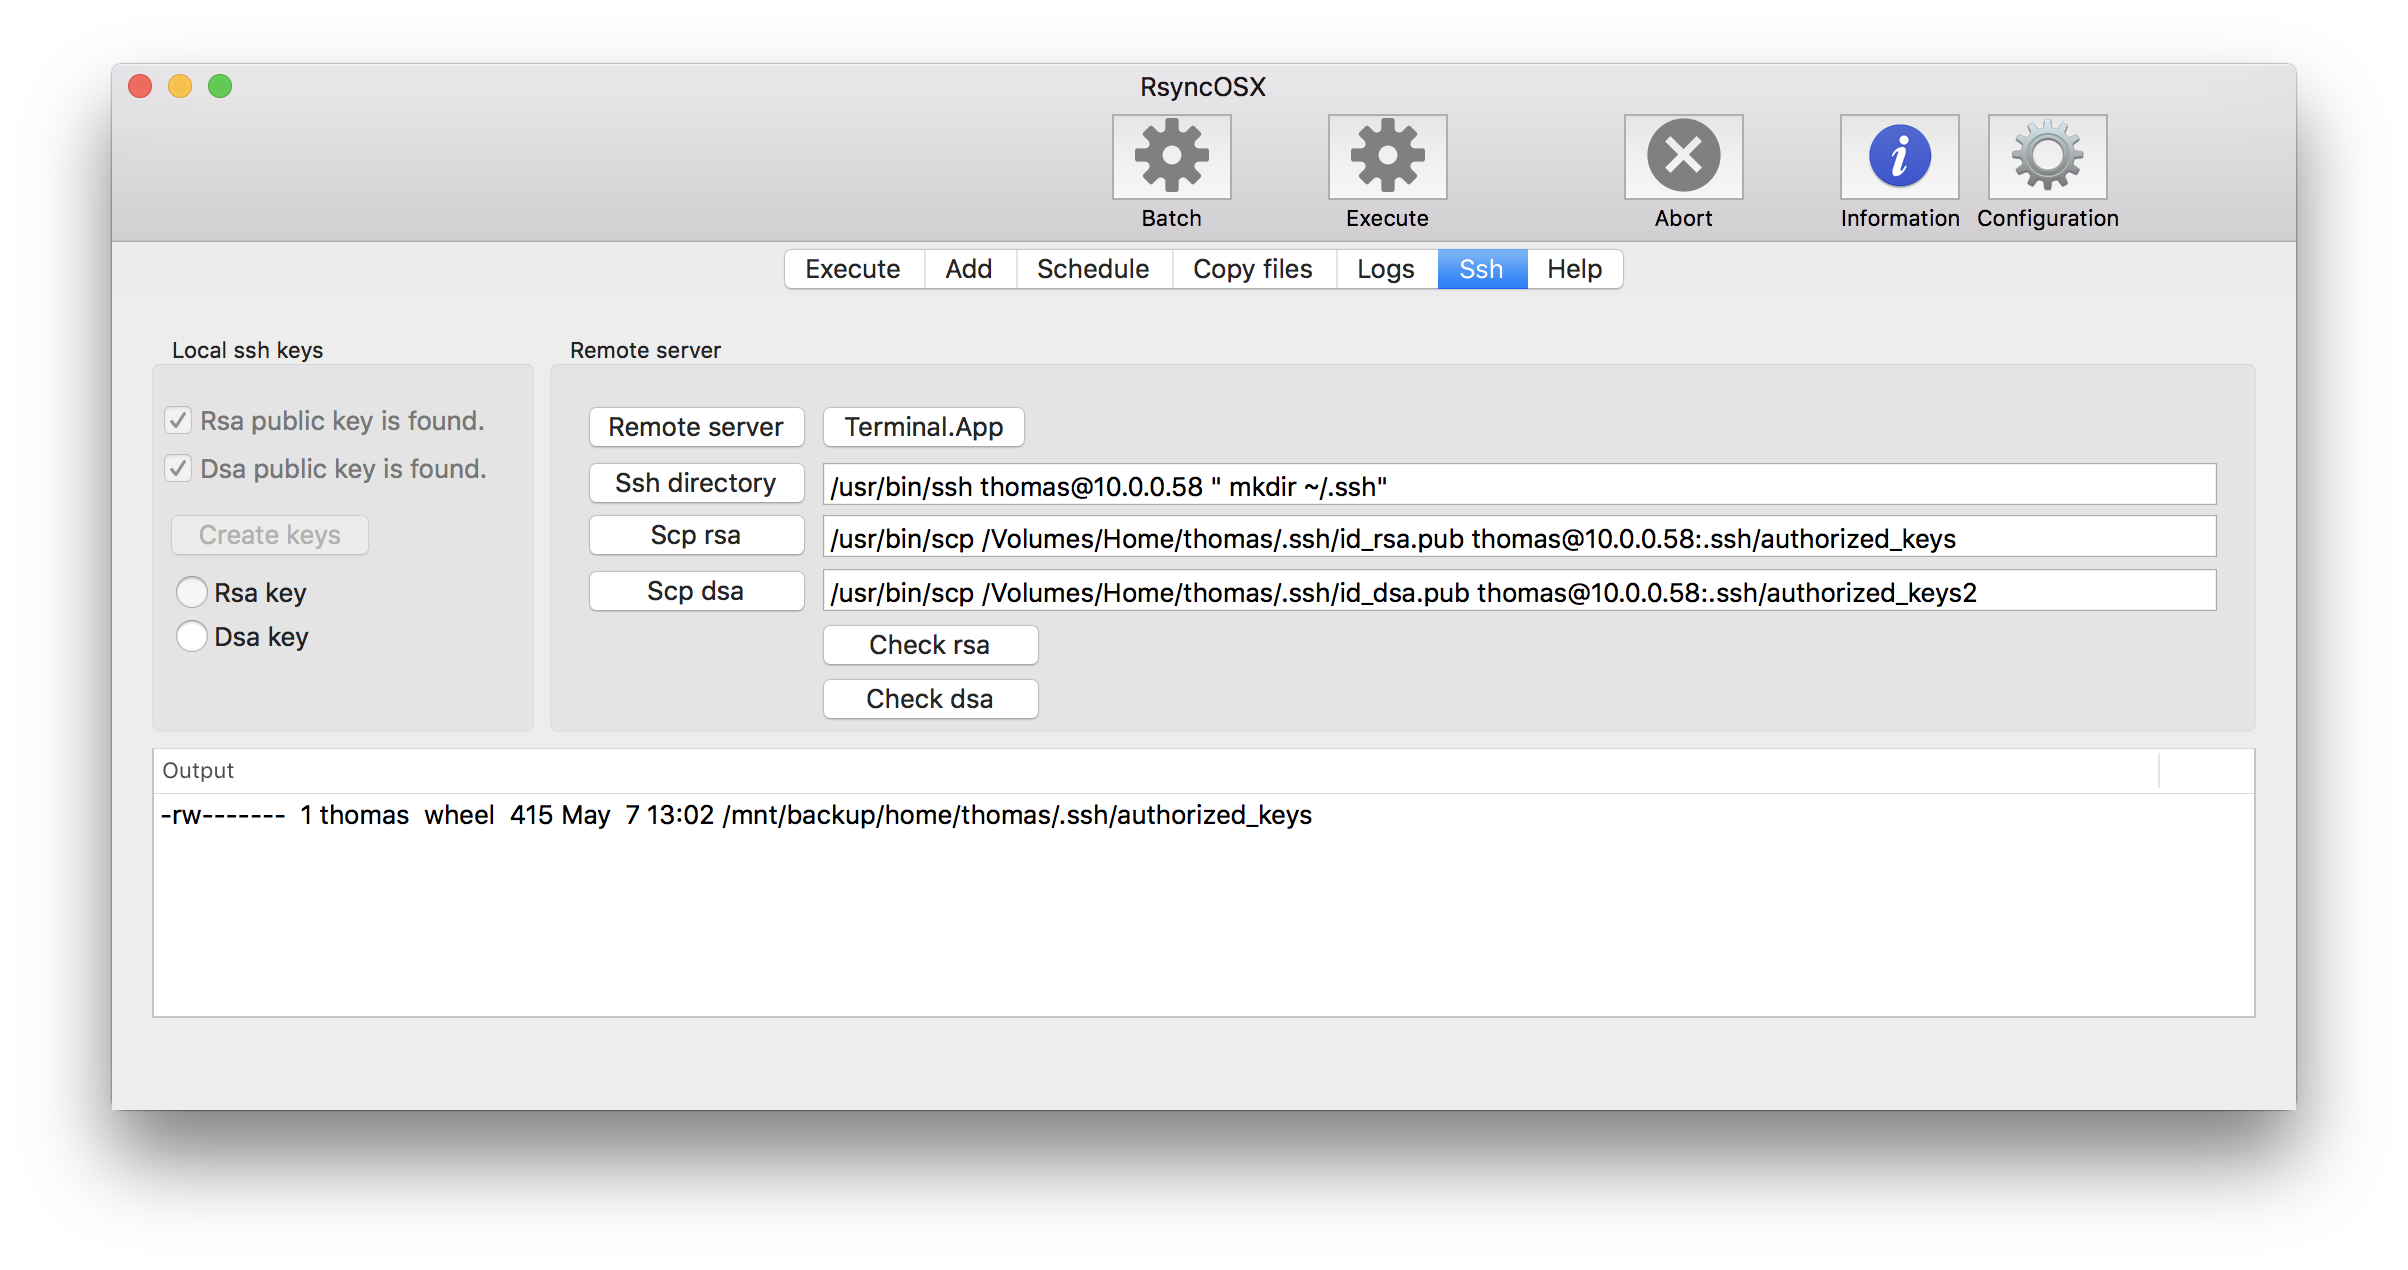 RsyncOSX
Batch Execute Abort Information Configuration
Execute Add Schedule Copy files Logs Ssh Help
Local ssh keys
Rsa public key is found.
Dsa public key is found.
Create keys
Rsa key
Dsa key
Remote server
Remote server Terminal.App
Ssh directory /usr/bin/ssh thomas@10.0.0.58 " mkdir ~/.ssh"
Scp rsa /usr/bin/scp /Volumes/Home/thomas/.ssh/id_rsa.pub thomas@10.0.0.58:.ssh/authorized_keys
Scp dsa /usr/bin/scp /Volumes/Home/thomas/.ssh/id_dsa.pub thomas@10.0.0.58:.ssh/authorized_keys2
Check rsa
Check dsa
Output
-rw------- 1 thomas wheel 415 May 7 13:02 /mnt/backup/home/thomas/.ssh/authorized_keys